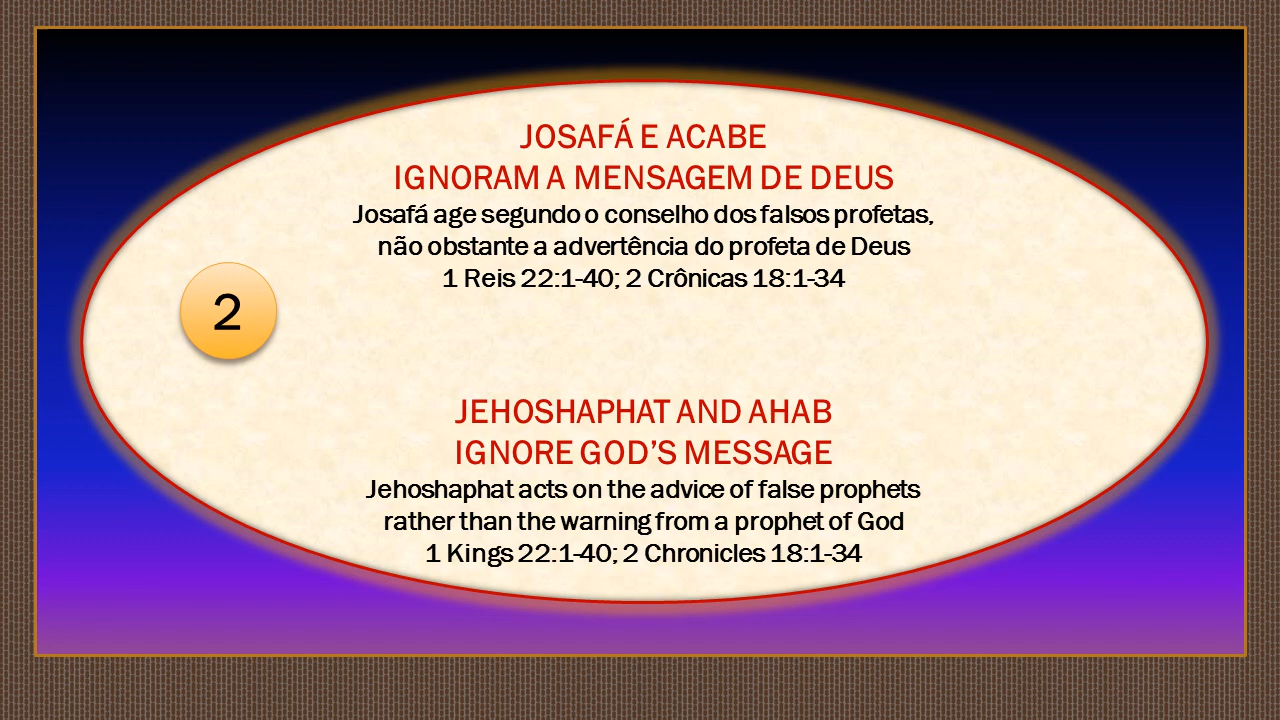 JOSAFÁ E ACABE
IGNORAM A MENSAGEM DE DEUS
Josafá age segundo o conselho dos falsos profetas,
não obstante a advertência do profeta de Deus
1 Reis 22:1-40; 2 Crônicas 18:1-34
2
JEHOSHAPHAT AND AHAB
IGNORE GOD’S MESSAGE
Jehoshaphat acts on the advice of false prophets
rather than the warning from a prophet of God
1 Kings 22:1-40; 2 Chronicles 18:1-34